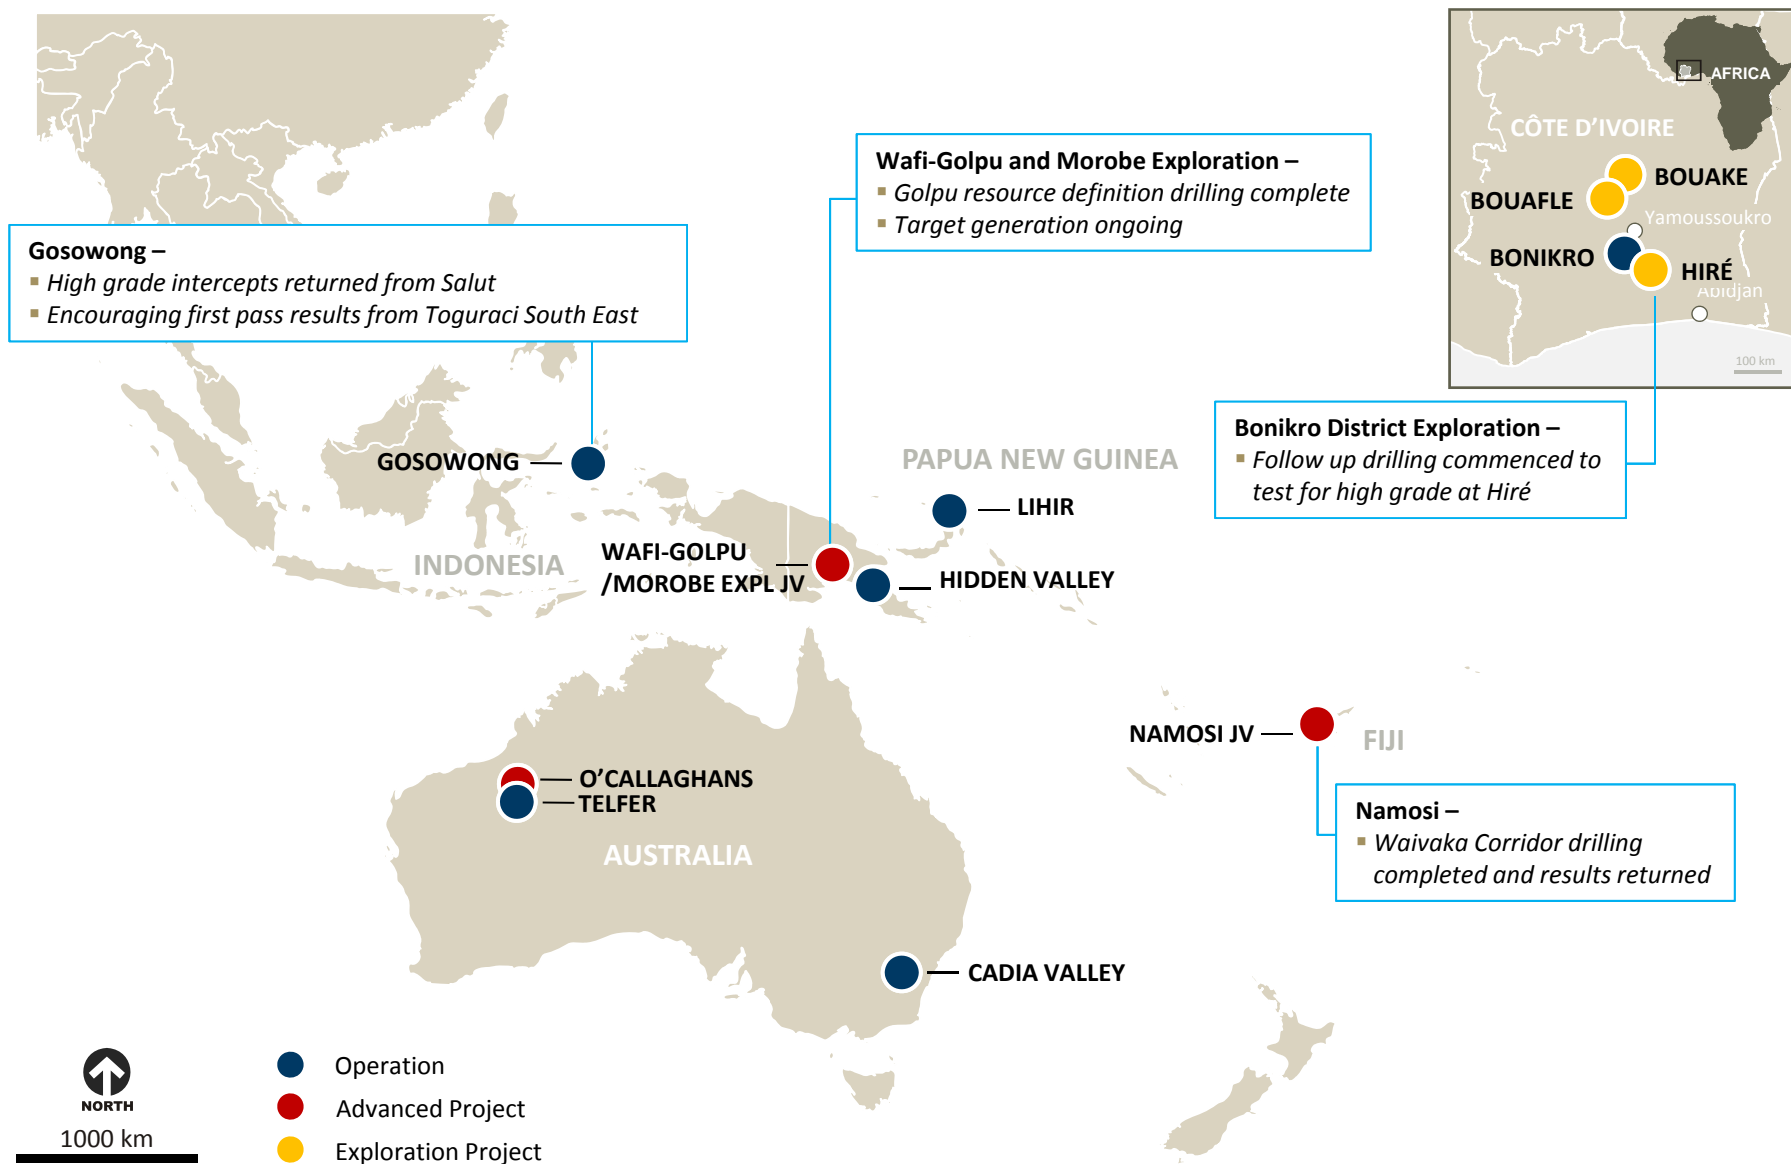 AFRICA
CÔTE D'IVOIRE
BOUAKE
BOUAFLE
Yamoussoukro
BONIKRO
HIRÉ
Abidjan
100 km
Wafi-Golpu and Morobe Exploration –
▪ Golpu resource definition drilling complete
▪ Target generation ongoing
Gosowong –
▪ High grade intercepts returned from Salut
▪ Encouraging first pass results from Toguraci South East
Bonikro District Exploration –
▪ Follow up drilling commenced to
test for high grade at Hiré
GOSOWONG
PAPUA NEW GUINEA
LIHIR
INDONESIA
WAFI-GOLPU
/MOROBE EXPL JV
HIDDEN VALLEY
NAMOSI JV
FIJI
O'CALLAGHANS
TELFER
Namosi –
▪ Waivaka Corridor drilling
completed and results returned
AUSTRALIA
CADIA VALLEY
NORTH
1000 km
Operation
Advanced Project
Exploration Project